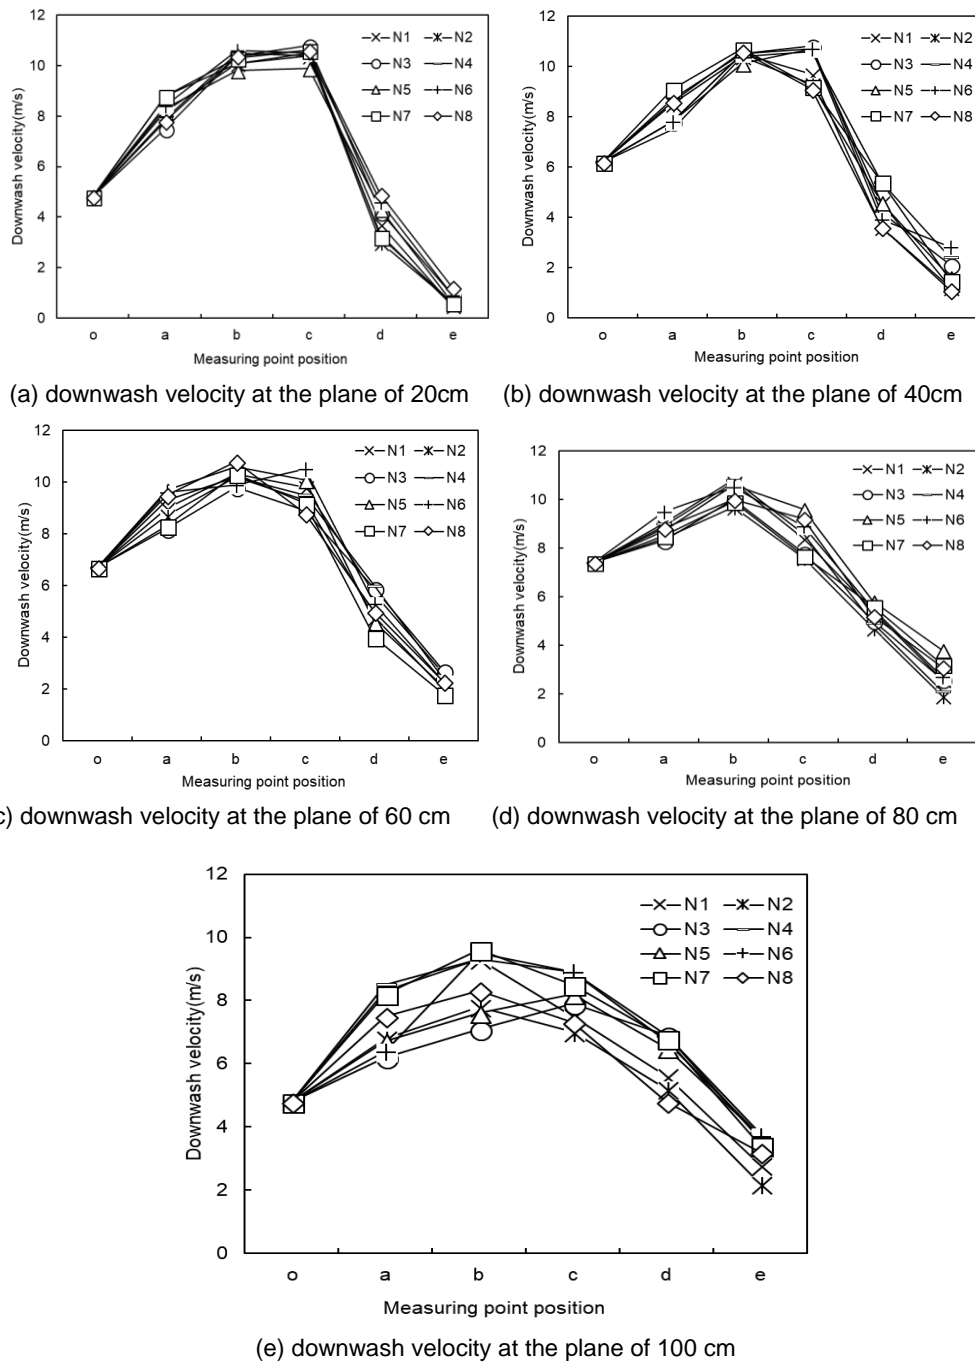 12
10
8
6
4
2
0
Downwash velocity(m/s)
N1 N2
N3 N4
N5 N6
N7 N8
o a b c d e
Measuring point position
(a) downwash velocity at the plane of 20cm
12
10
8
6
4
2
0
Downwash velocity(m/s)
N1 N2
N3 N4
N5 N6
N7 N8
o a b c d e
Measuring point position
(b) downwash velocity at the plane of 40cm
12
10
8
6
4
2
0
Downwash velocity(m/s)
N1 N2
N3 N4
N5 N6
N7 N8
o a b c d e
Measuring point position
c) downwash velocity at the plane of 60 cm
12
10
8
6
4
2
0
Downwash velocity(m/s)
N1 N2
N3 N4
N5 N6
N7 N8
o a b c d e
Measuring point position
(d) downwash velocity at the plane of 80 cm
12
10
8
6
4
2
0
Downwash velocity(m/s)
N1 N2
N3 N4
N5 N6
N7 N8
o a b c d e
Measuring point position
(e) downwash velocity at the plane of 100 cm